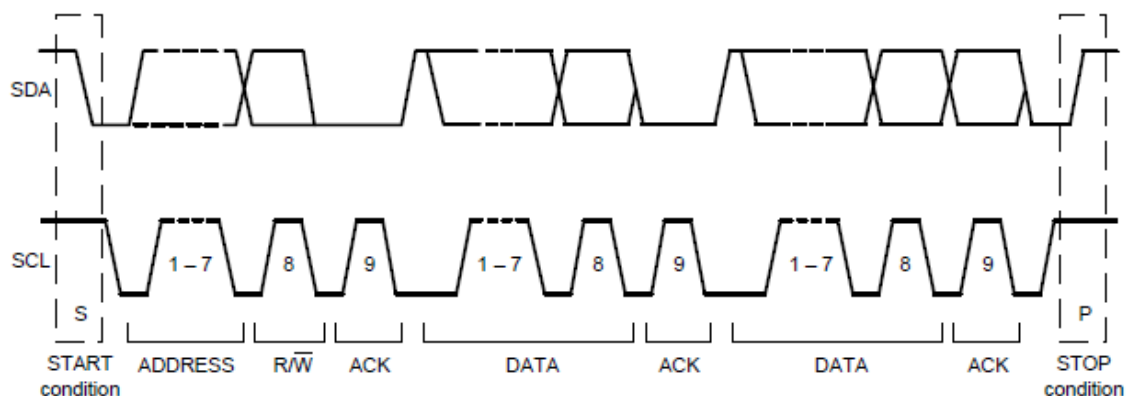 SDA
SCL
1 – 7
8
9
1 – 7
8
9
1 – 7
8
9
S
P
START
condition
ADDRESS
R/W̅
ACK
DATA
ACK
DATA
ACK
STOP
condition